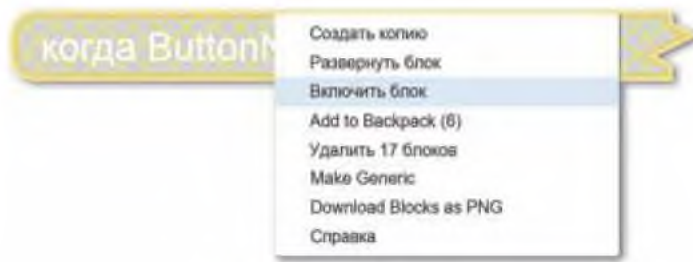 когда ButtonN
Создать копию
Развернуть блок
Включить блок
Add to Backpack (6)
Удалить 17 блоков
Make Generic
Download Blocks as PNG
Справка